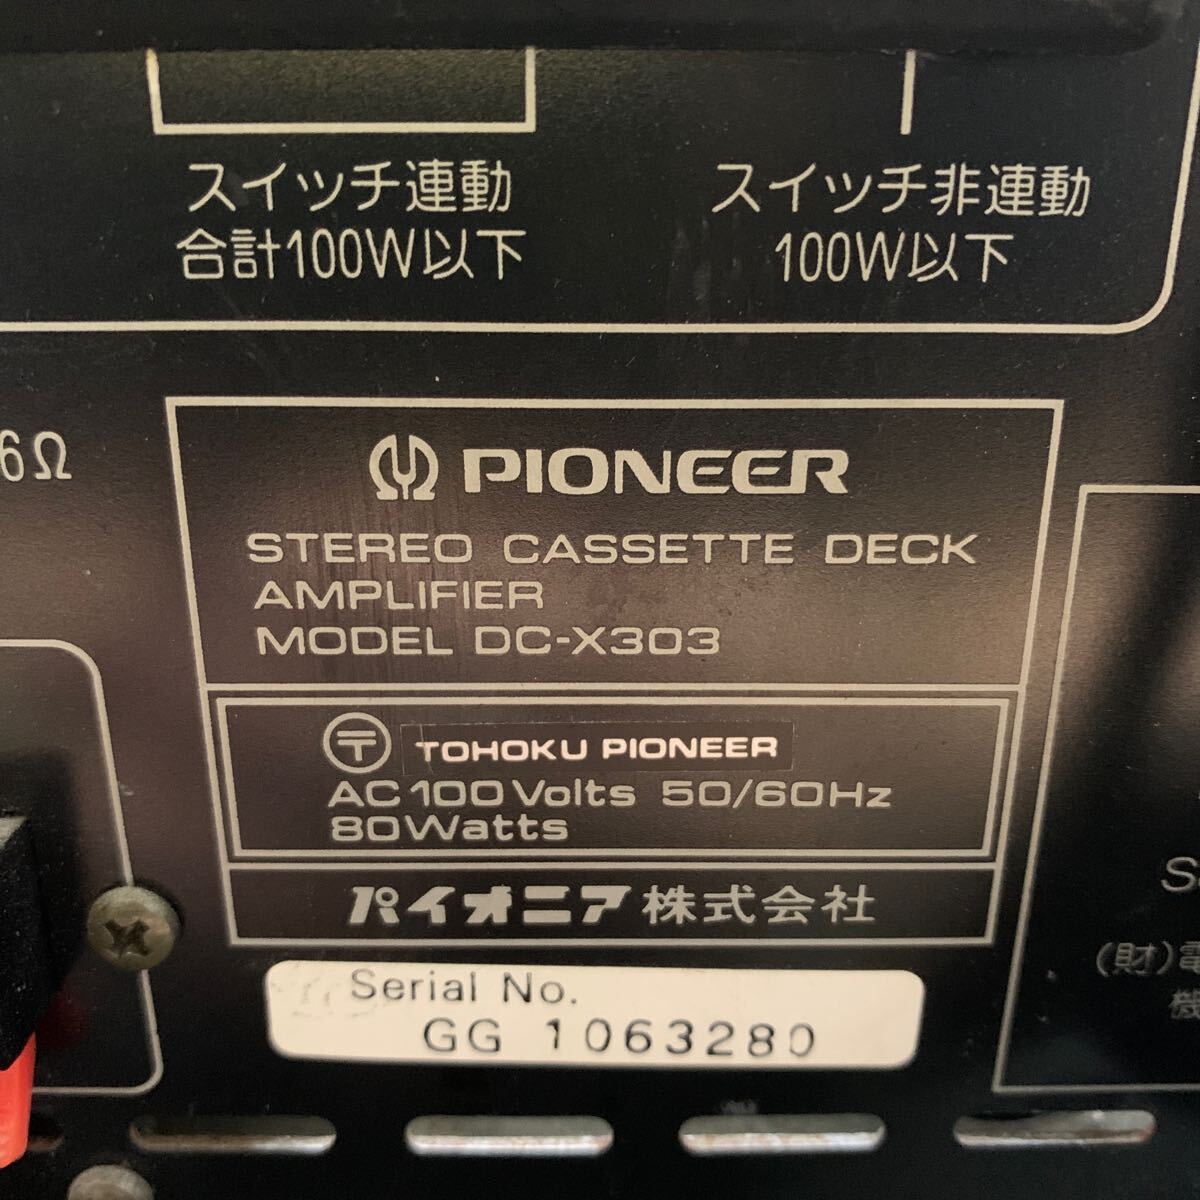 スイッチ連動
合計100W以下
スイッチ非連動
100W以下
6Ω
PIONEER
STEREO CASSETTE DECK
AMPLIFIER
MODEL DC-X303
〒 TOHOKU PIONEER
AC 100 Volts 50/60Hz
80Watts
パイオニア株式会社
Serial No.
GG 1063280
S
(財)電
機